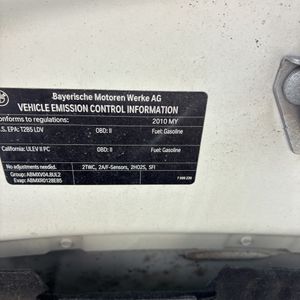 Bayerische Motoren Werke AG
VEHICLE EMISSION CONTROL INFORMATION
onforms to regulations: 2010 MY
.S. EPA: T2B5 LDV OBD: II Fuel: Gasoline
California: ULEV II PC OBD: II Fuel: Gasoline
No adjustments needed. 2TWC, 2A/F-Sensors, 2HO2S, SFI
Group: ABMXV04.8UL2
Evap: ABMXR0128E85